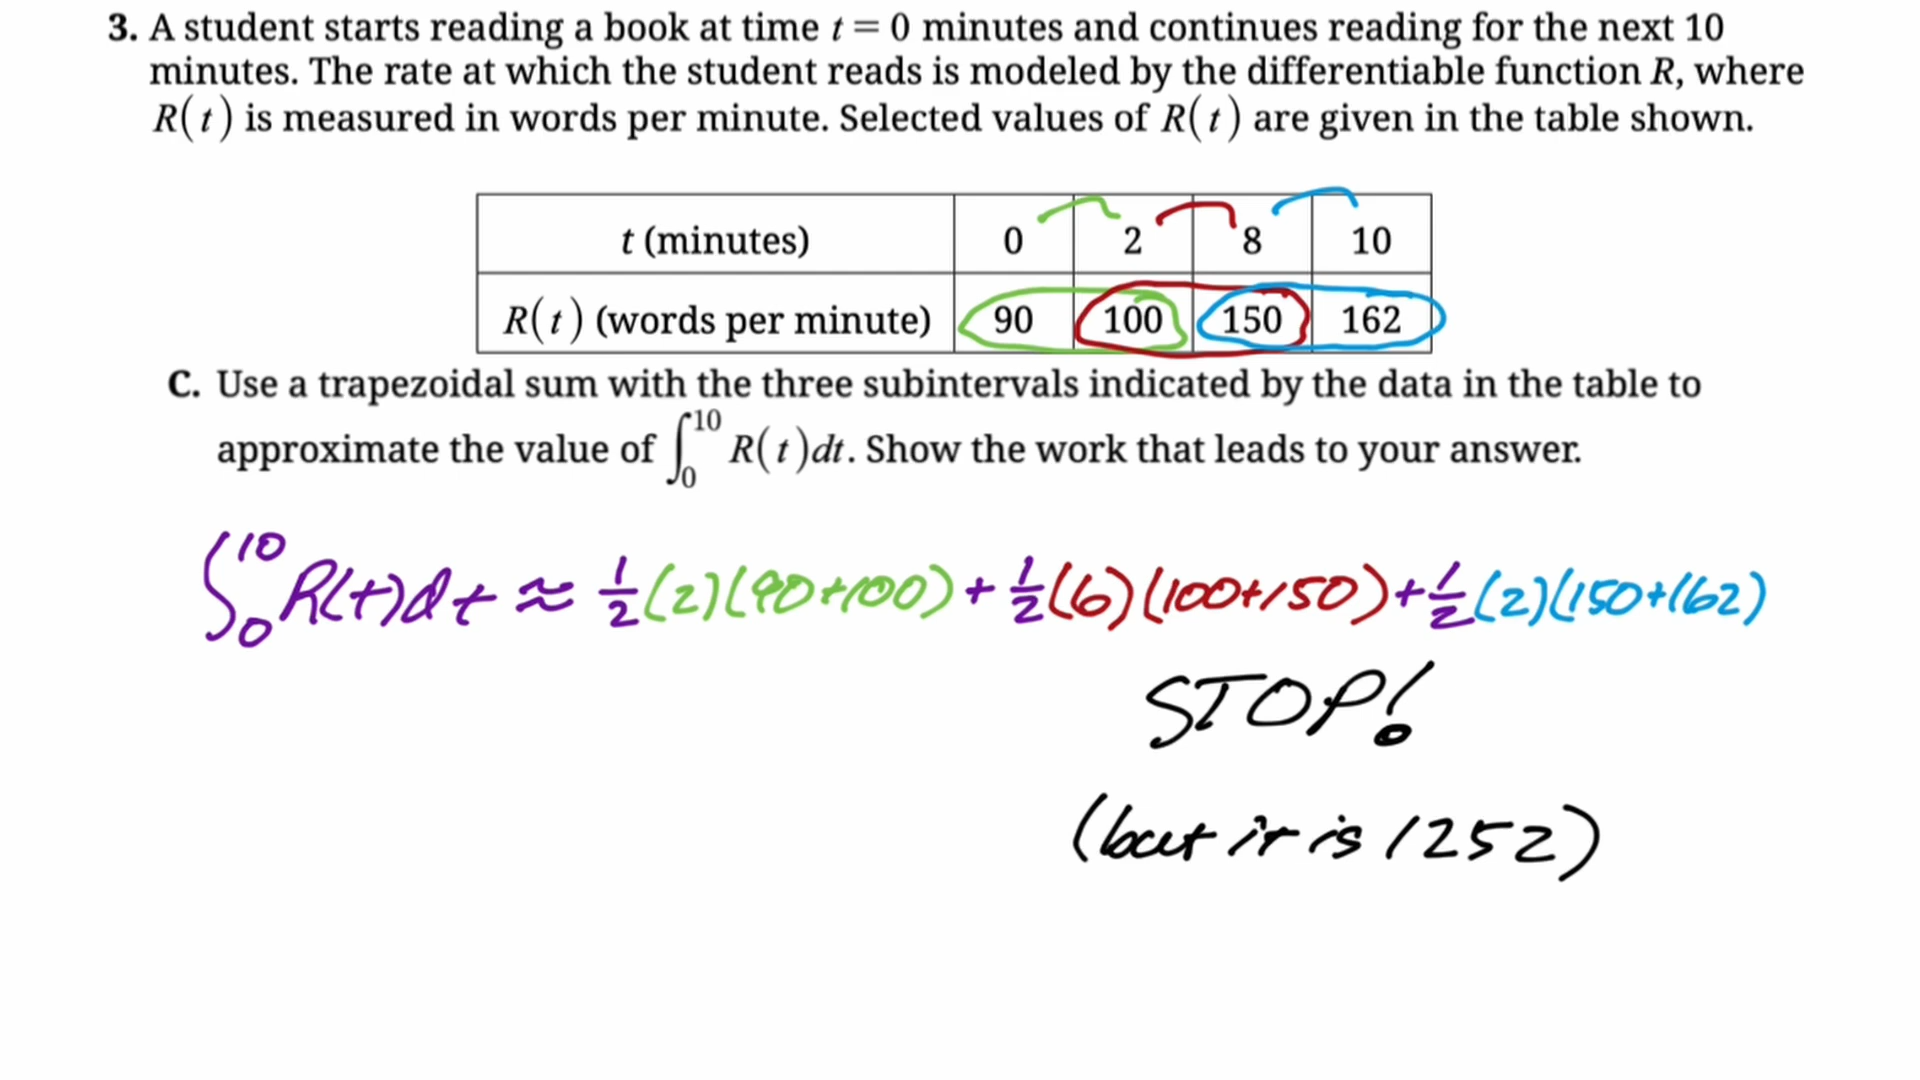 3. A student starts reading a book at time t = 0 minutes and continues reading for the next 10
minutes. The rate at which the student reads is modeled by the differentiable function R, where
R(t) is measured in words per minute. Selected values of R(t) are given in the table shown.
t (minutes) 0 2 8 10
R(t) (words per minute) 90 100 150 162
C. Use a trapezoidal sum with the three subintervals indicated by the data in the table to
approximate the value of ∫₀¹⁰ R(t)dt. Show the work that leads to your answer.
∫₀¹⁰ R(t)dt ≈ ½(2)(90+100) + ½(6)(100+150) + ½(2)(150+162)
STOP!
(but it is 1252)